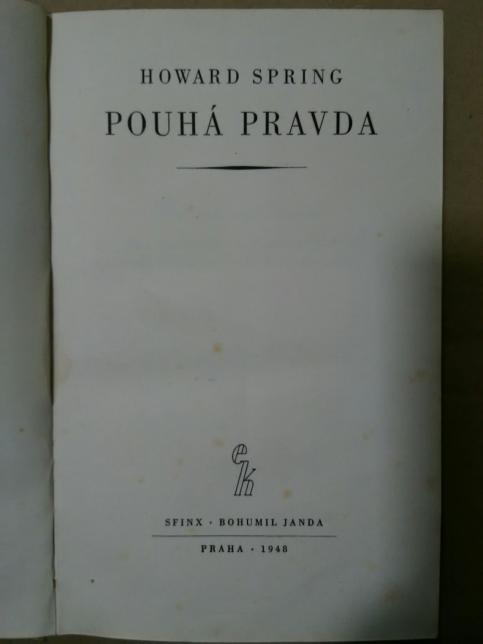 HOWARD SPRING
POUHÁ PRAVDA
ek
SFINX • BOHUMIL JANDA
PRAHA • 1948